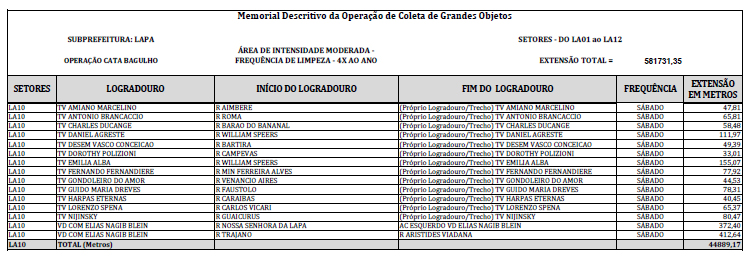 Memorial Descritivo da Operação de Coleta de Grandes Objetos
SUBPREFEITURA: LAPA
SETORES - DO LA01 ao LA12
ÁREA DE INTENSIDADE MODERADA -
OPERAÇÃO CATA BAGULHO
FREQUÊNCIA DE LIMPEZA - 4X AO ANO
EXTENSÃO TOTAL = 581731,35
SETORES LOGRADOURO INÍCIO DO LOGRADOURO FIM DO LOGRADOURO FREQUÊNCIA EXTENSÃO EM METROS
LA10 TV AMIANO MARCELINO R AIMBERE (Próprio Logradouro/Trecho) TV AMIANO MARCELINO SÁBADO 47,81
LA10 TV ANTONIO BRANCACCIO R ROMA (Próprio Logradouro/Trecho) TV ANTONIO BRANCACCIO SÁBADO 65,81
LA10 TV CHARLES DUCANGE R BARAO DO BANANAL (Próprio Logradouro/Trecho) TV CHARLES DUCANGE SÁBADO 58,48
LA10 TV DANIEL AGRESTE R WILLIAM SPEERS (Próprio Logradouro/Trecho) TV DANIEL AGRESTE SÁBADO 111,97
LA10 TV DESEM VASCO CONCEICAO R BARTIRA (Próprio Logradouro/Trecho) TV DESEM VASCO CONCEICAO SÁBADO 49,39
LA10 TV DOROTHY POLIZIONI R CAMPEVAS (Próprio Logradouro/Trecho) TV DOROTHY POLIZIONI SÁBADO 33,01
LA10 TV EMILIA ALBA R WILLIAM SPEERS (Próprio Logradouro/Trecho) TV EMILIA ALBA SÁBADO 155,07
LA10 TV FERNANDO FERNANDIERE R MIN FERREIRA ALVES (Próprio Logradouro/Trecho) TV FERNANDO FERNANDIERE SÁBADO 77,92
LA10 TV GONDOLEIRO DO AMOR R VENANCIO AIRES (Próprio Logradouro/Trecho) TV GONDOLEIRO DO AMOR SÁBADO 44,53
LA10 TV GUIDO MARIA DREVES R FAUSTOLO (Próprio Logradouro/Trecho) TV GUIDO MARIA DREVES SÁBADO 78,31
LA10 TV HARPAS ETERNAS R CARAIBAS (Próprio Logradouro/Trecho) TV HARPAS ETERNAS SÁBADO 40,45
LA10 TV LORENZO SPENA R CARLOS VICARI (Próprio Logradouro/Trecho) TV LORENZO SPENA SÁBADO 65,37
LA10 TV NIJINSKY R GUAICURUS (Próprio Logradouro/Trecho) TV NIJINSKY SÁBADO 80,47
LA10 VD COM ELIAS NAGIB BLEIN R NOSSA SENHORA DA LAPA AC ESQUERDO VD ELIAS NAGIB BLEIN SÁBADO 372,40
LA10 VD COM ELIAS NAGIB BLEIN R TRAJANO R ARISTIDES VIADANA SÁBADO 412,64
LA10 TOTAL (Metros) 44889,17